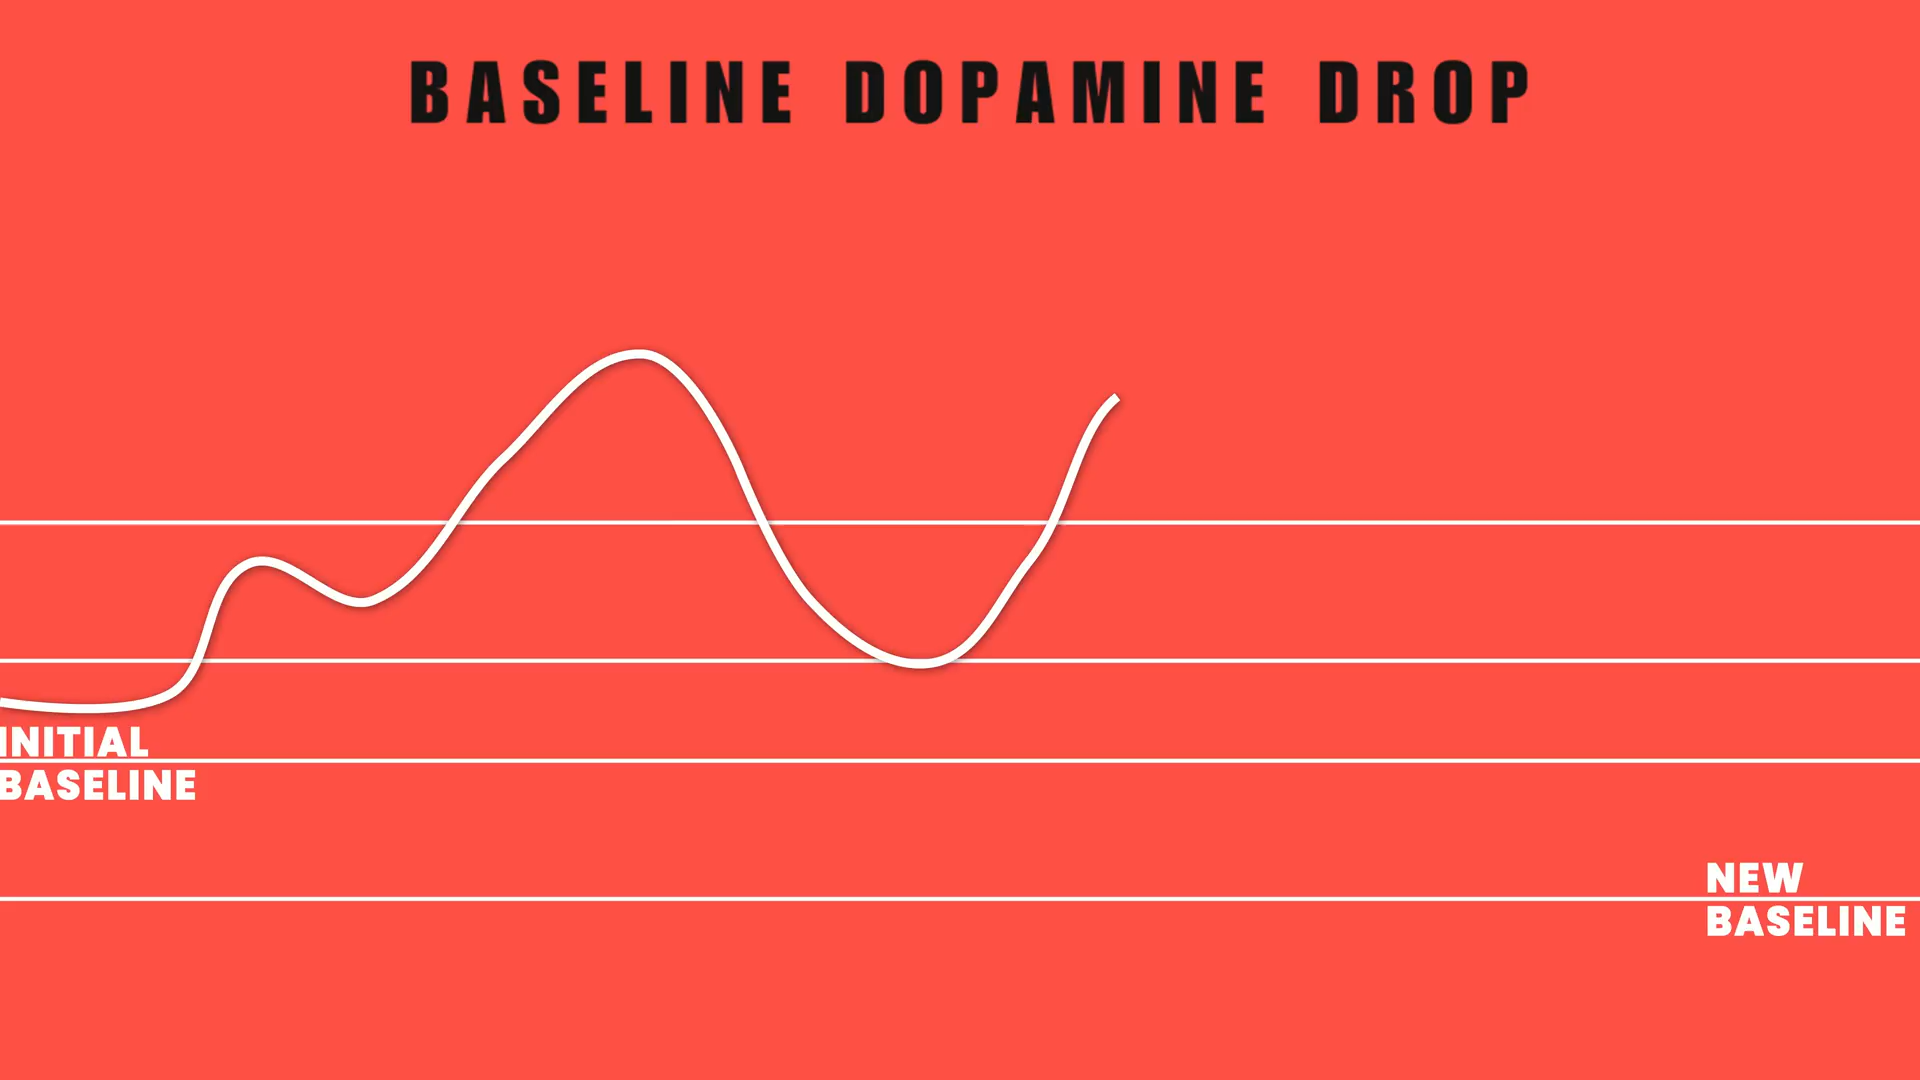 BASELINE DOPAMINE DROP
INITIAL
BASELINE
NEW
BASELINE